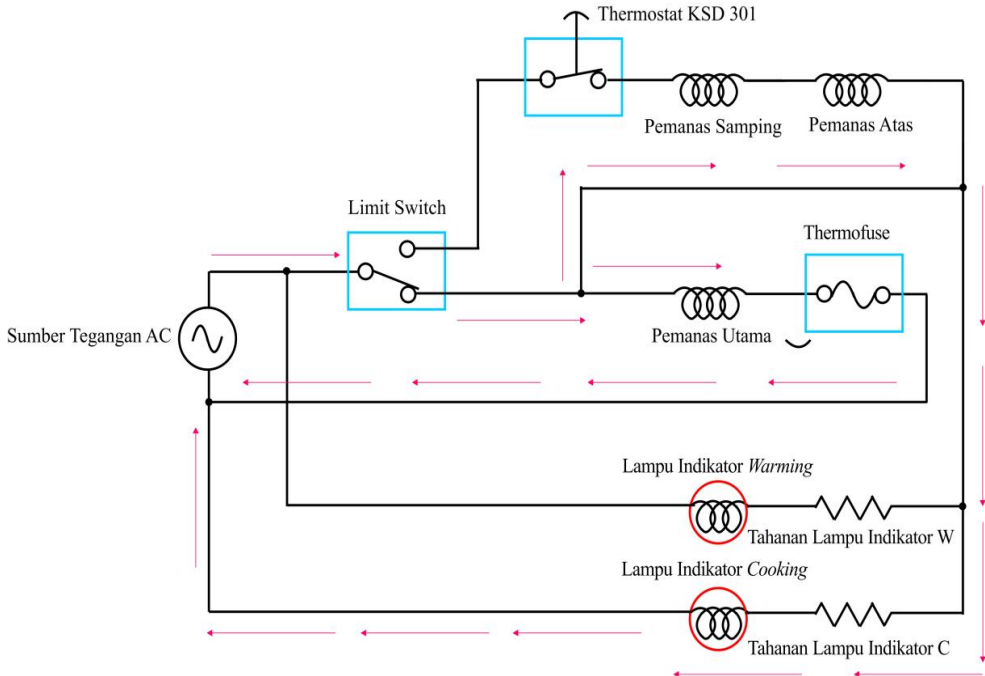 Thermostat KSD 301
Pemanas Samping
Pemanas Atas
Limit Switch
Thermofuse
Sumber Tegangan AC
Pemanas Utama
Lampu Indikator Warming
Tahanan Lampu Indikator W
Lampu Indikator Cooking
Tahanan Lampu Indikator C